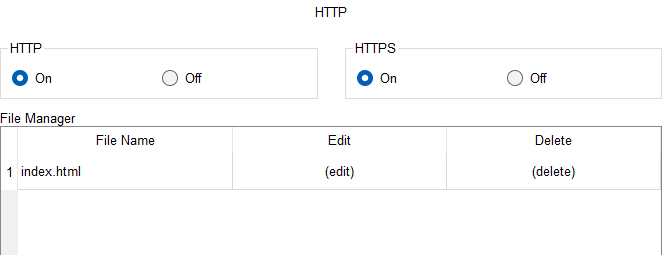 HTTP
HTTP HTTPS
On Off On Off
File Manager
File Name Edit Delete
1 index.html (edit) (delete)